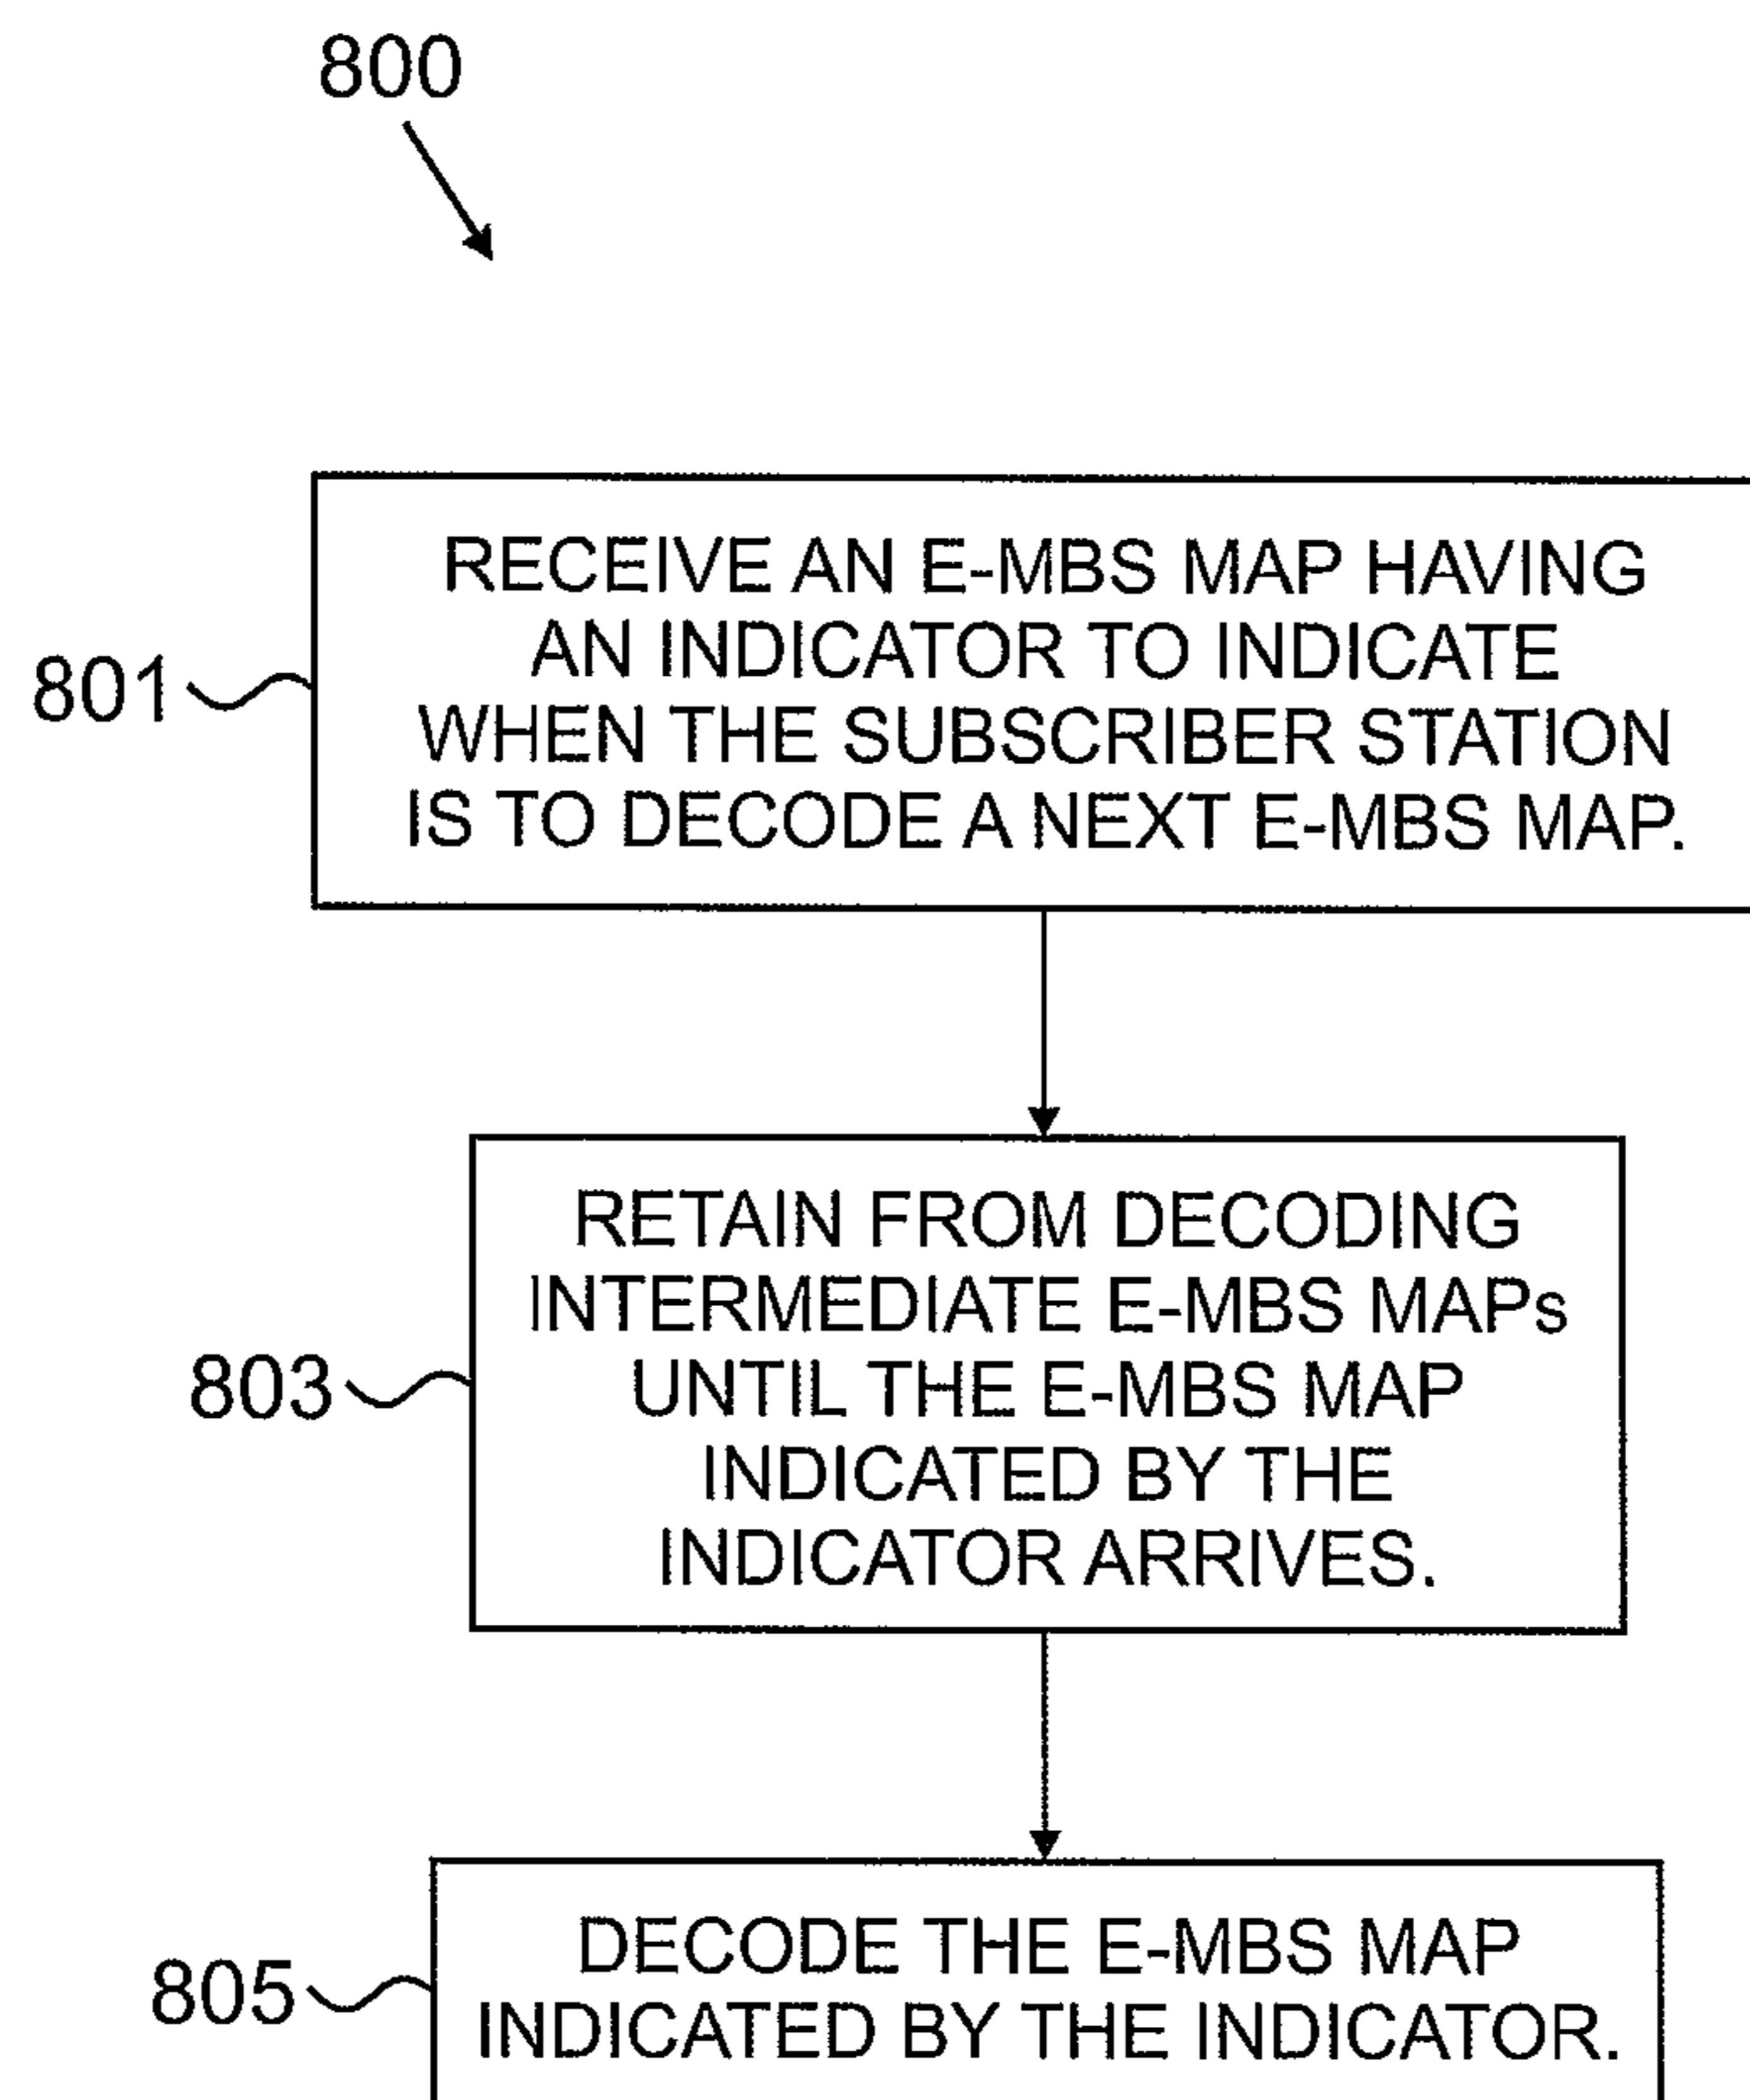 800
RECEIVE AN E-MBS MAP HAVING
AN INDICATOR TO INDICATE
801
WHEN THE SUBSCRIBER STATION
IS TO DECODE A NEXT E-MBS MAP.
RETAIN FROM DECODING
INTERMEDIATE E-MBS MAPs
803
UNTIL THE E-MBS MAP
INDICATED BY THE
INDICATOR ARRIVES.
805
DECODE THE E-MBS MAP
INDICATED BY THE INDICATOR.